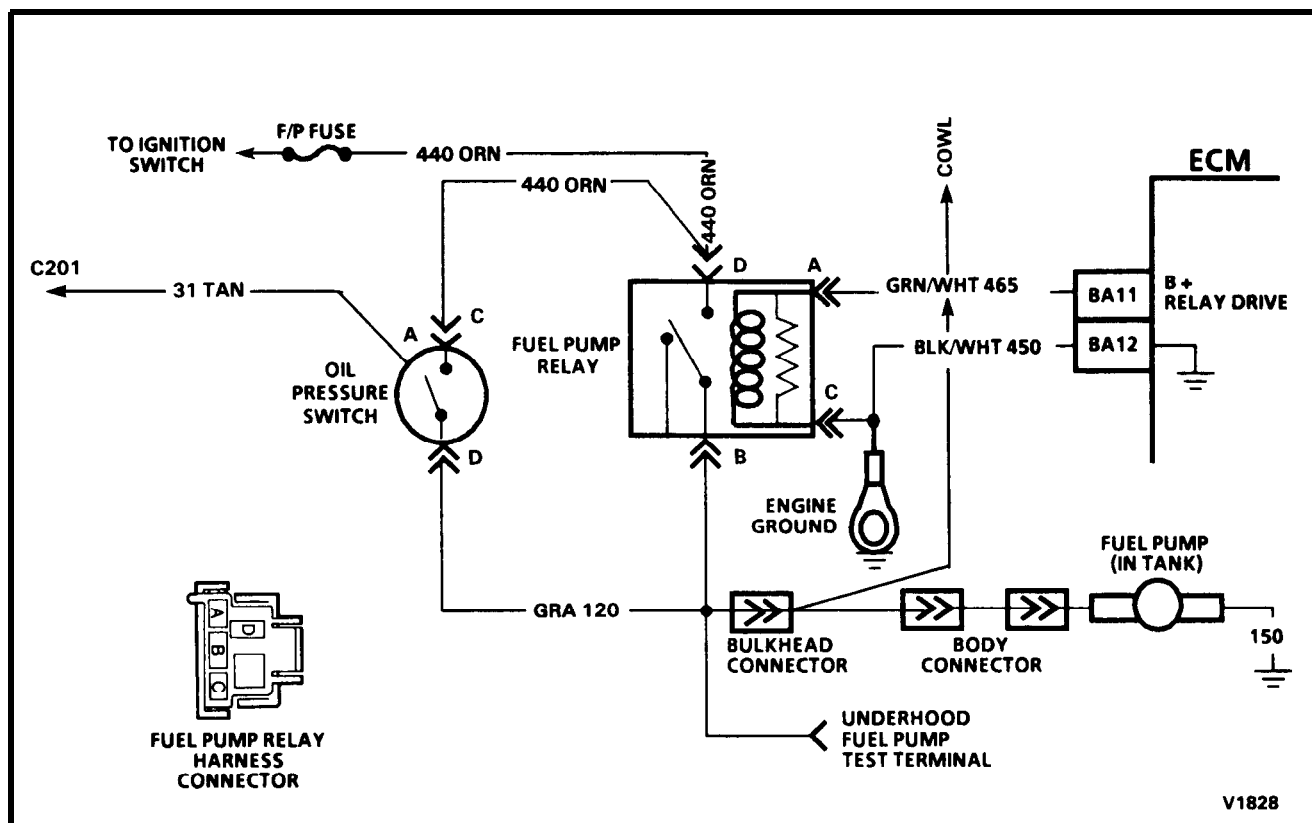 F/P FUSE
TO IGNITION
SWITCH
440 ORN
440 ORN
440 ORN
COWL
ECM
C201
31 TAN
D
A
GRN/WHT 465
BA11
B +
RELAY DRIVE
C
A
FUEL PUMP
RELAY
BLK/WHT 450
BA12
OIL
PRESSURE
SWITCH
C
D
B
ENGINE
GROUND
FUEL PUMP
(IN TANK)
GRA 120
150
BULKHEAD
CONNECTOR
BODY
CONNECTOR
A
D
B
C
UNDERHOOD
FUEL PUMP
TEST TERMINAL
FUEL PUMP RELAY
HARNESS
CONNECTOR
V1828